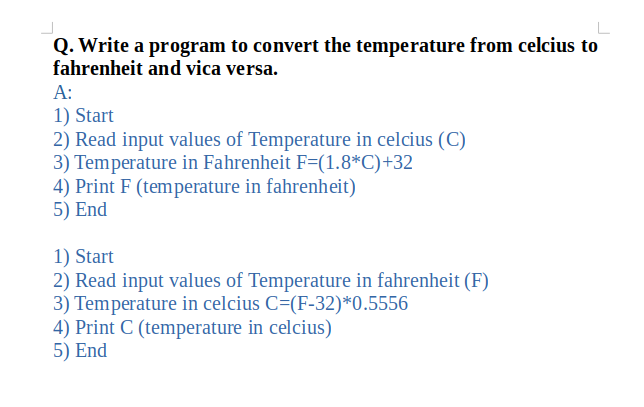 Q. Write a program to convert the temperature from celcius to
fahrenheit and vica versa.
A:
1) Start
2) Read input values of Temperature in celcius (C)
3) Temperature in Fahrenheit F=(1.8*C)+32
4) Print F (temperature in fahrenheit)
5) End
1) Start
2) Read input values of Temperature in fahrenheit (F)
3) Temperature in celcius C=(F-32)*0.5556
4) Print C (temperature in celcius)
5) End